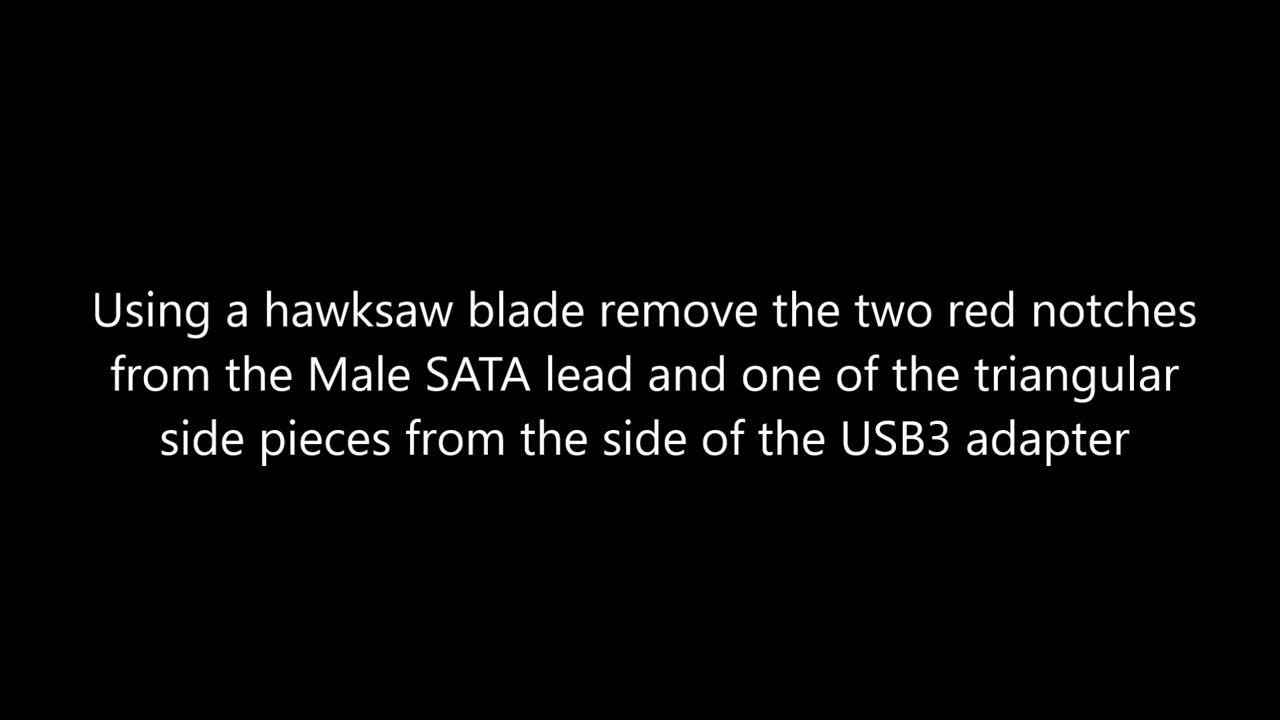 Using a hawksaw blade remove the two red notches
from the Male SATA lead and one of the triangular
side pieces from the side of the USB3 adapter